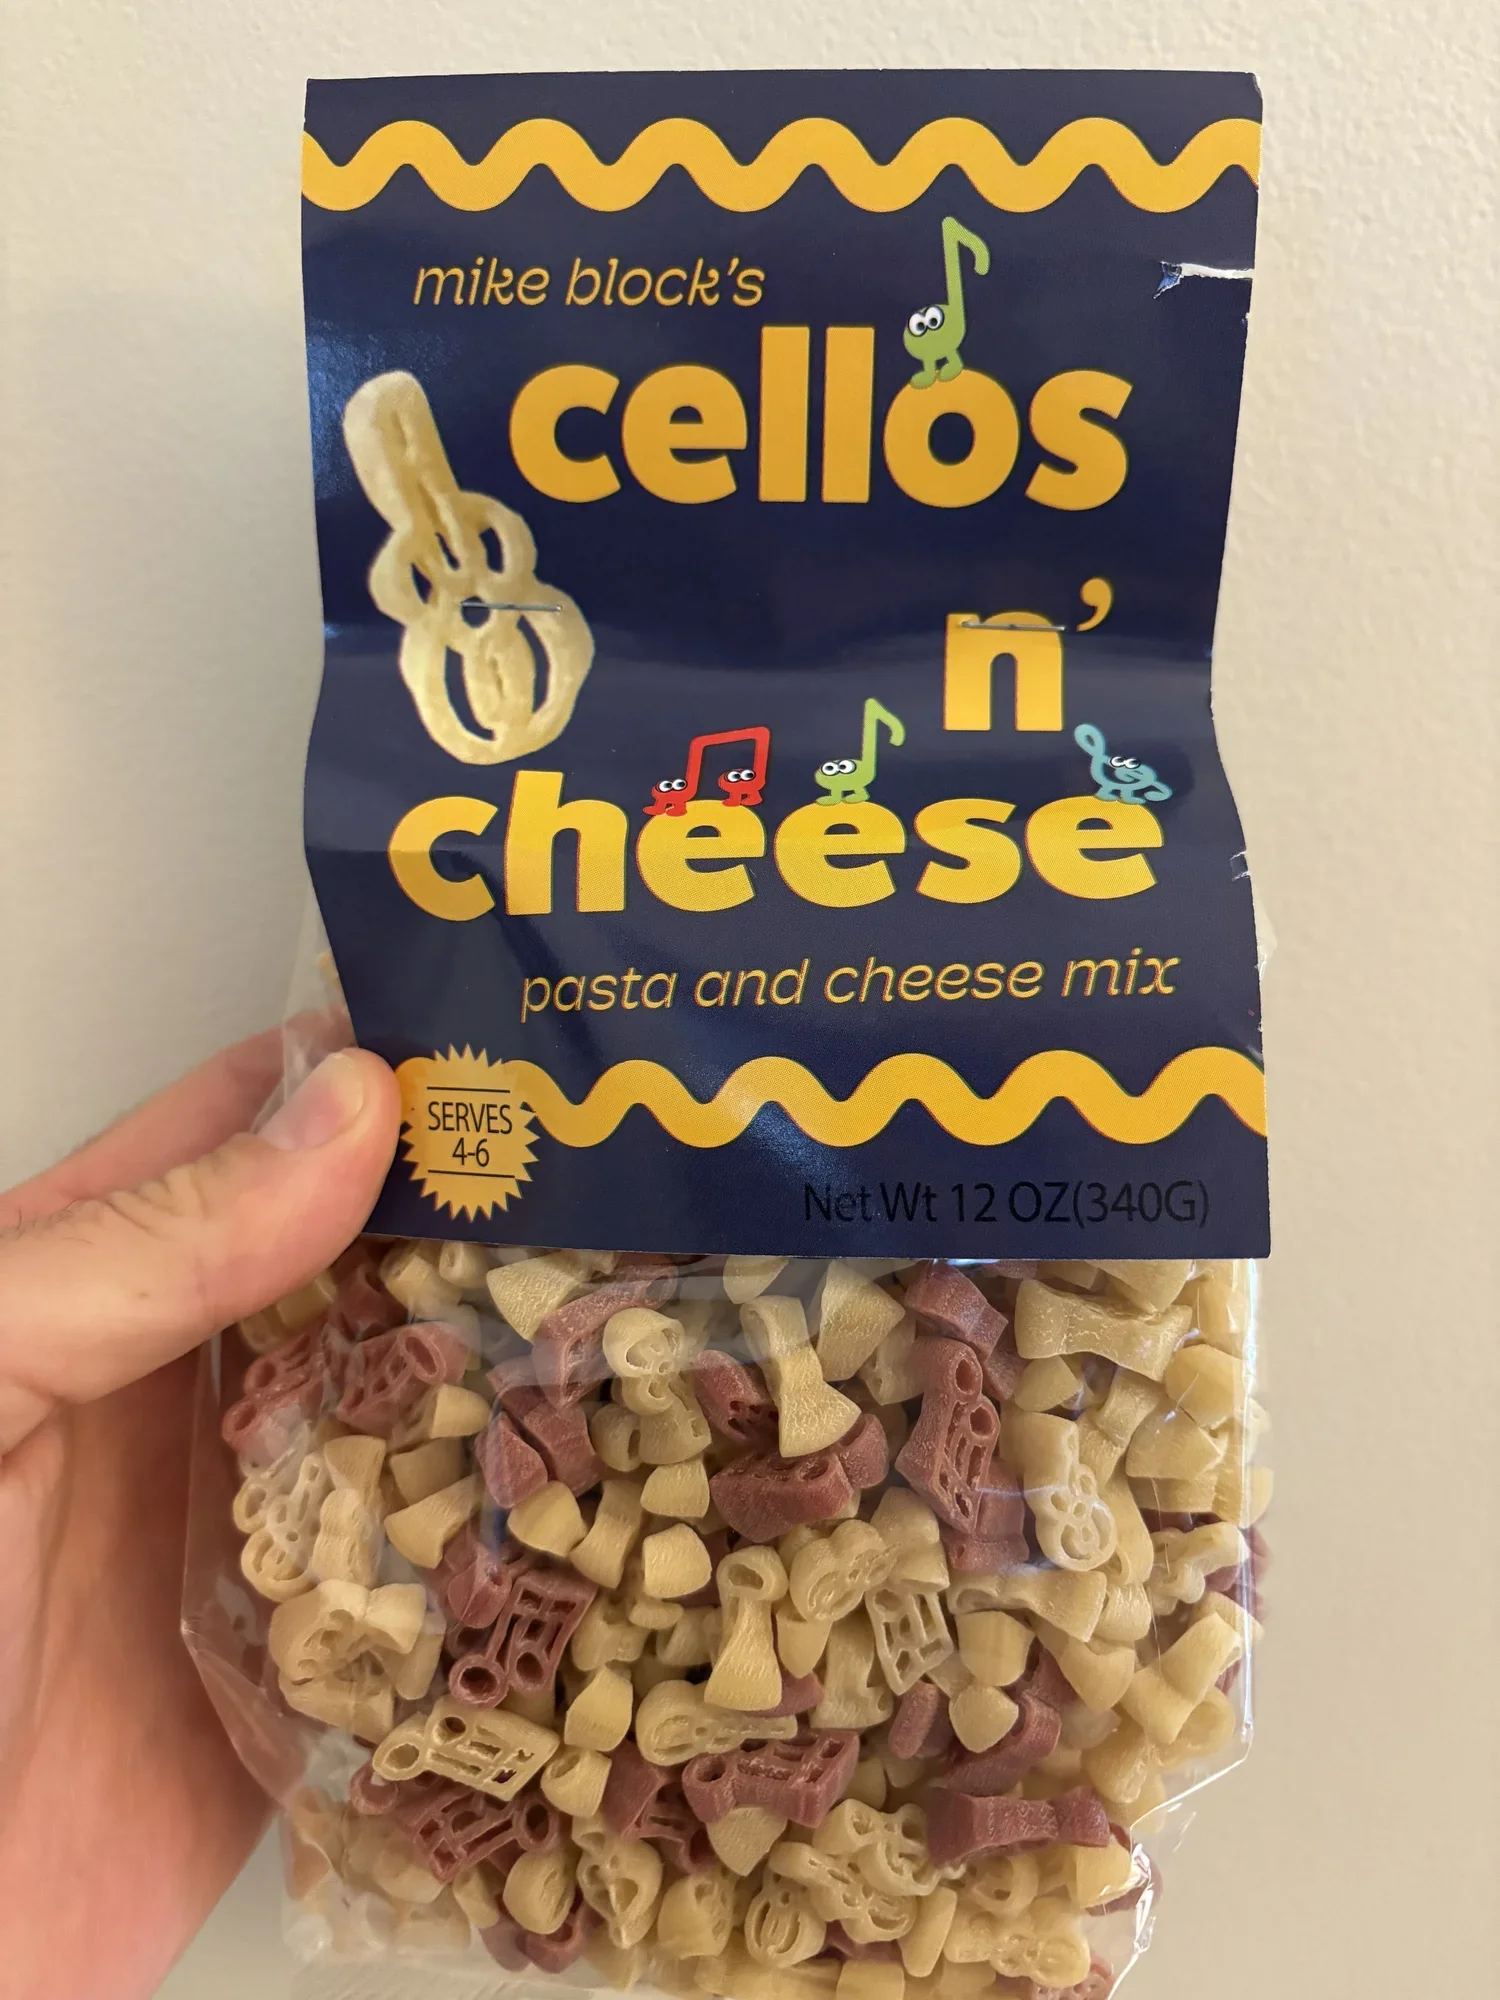 mike block's
cellos
n'
cheese
pasta and cheese mix
SERVES
4-6
Net Wt 12 OZ(340G)